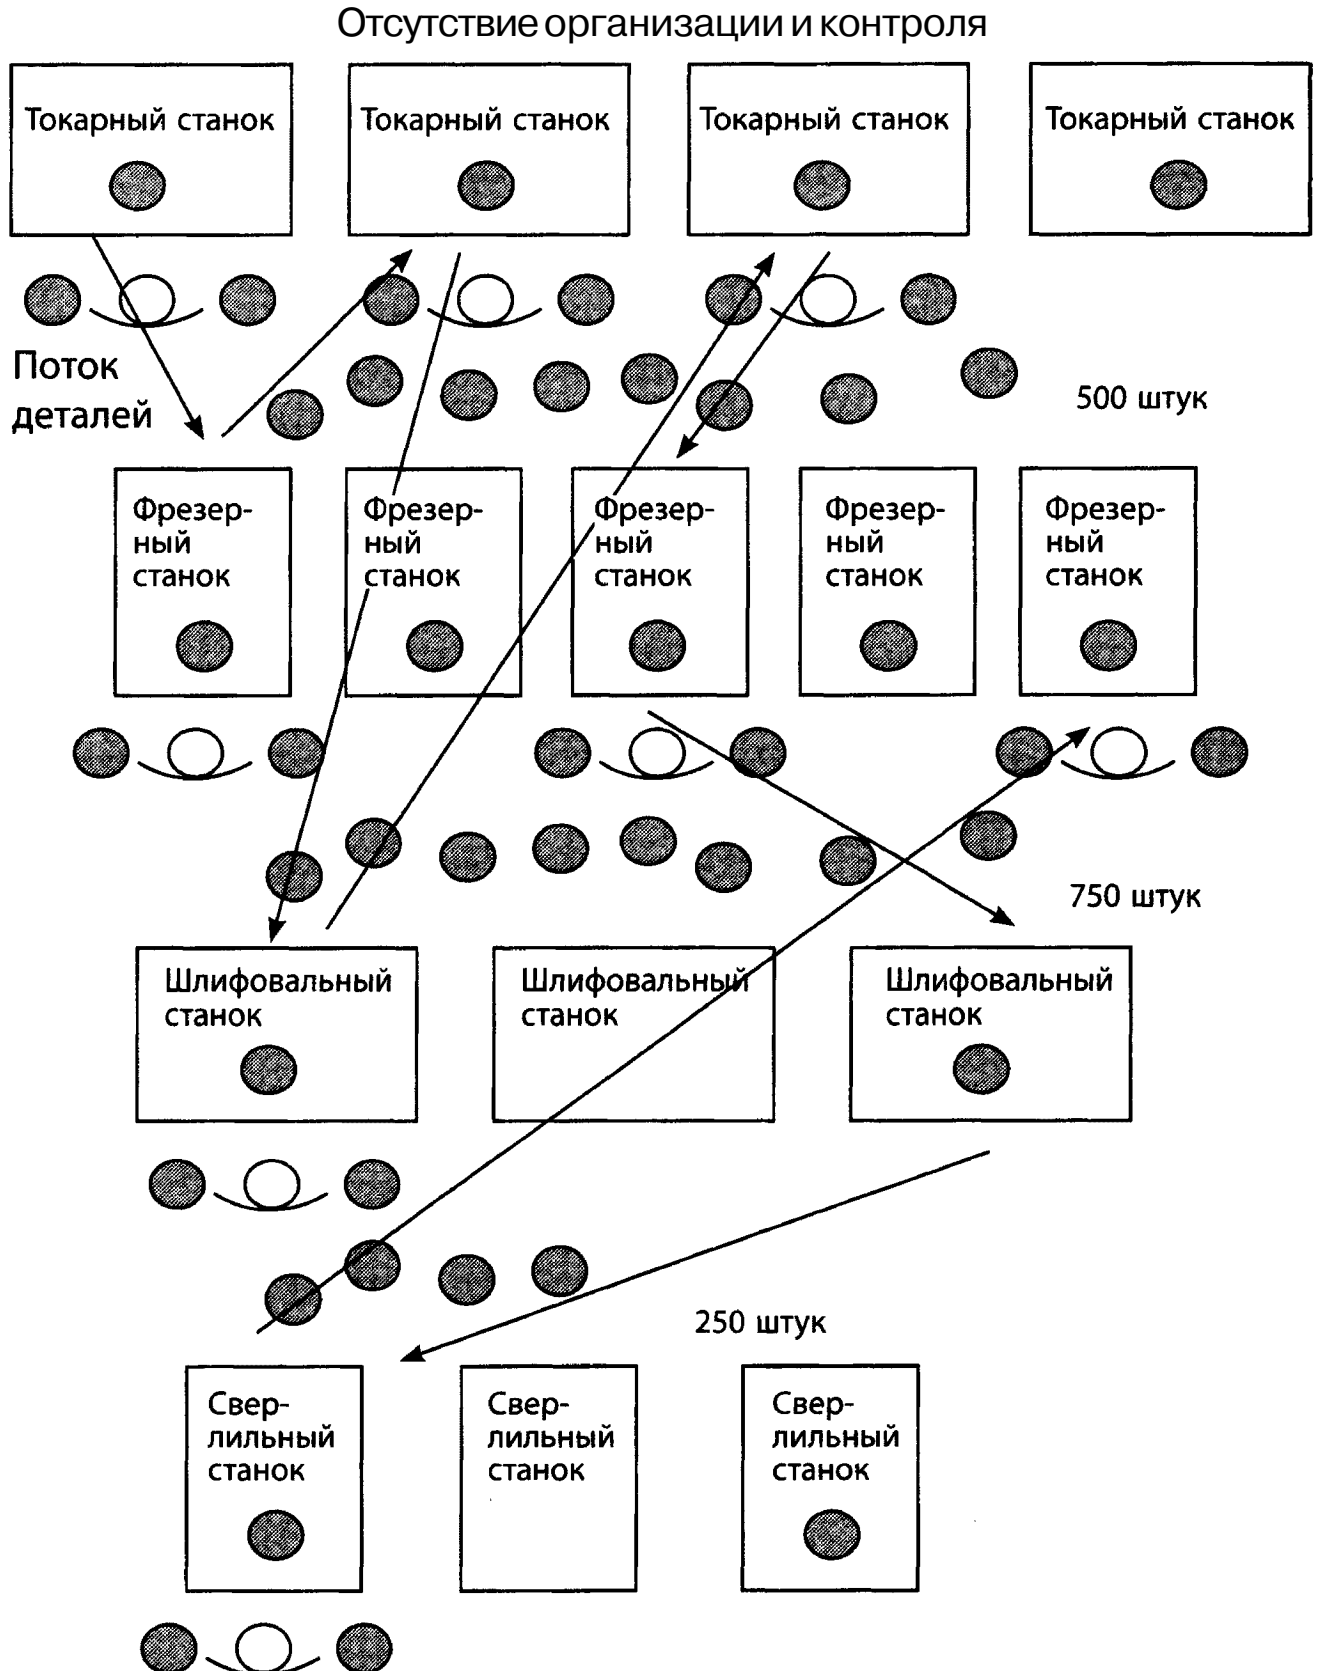 Отсутствие организации и контроля
Токарный станок
Токарный станок
Токарный станок
Токарный станок
Поток
деталей
500 штук
Фрезер-
ный
станок
Фрезер-
ный
станок
Фрезер-
ный
станок
Фрезер-
ный
станок
Фрезер-
ный
станок
750 штук
Шлифовальный
станок
Шлифовальный
станок
Шлифовальный
станок
250 штук
Свер-
лильный
станок
Свер-
лильный
станок
Свер-
лильный
станок